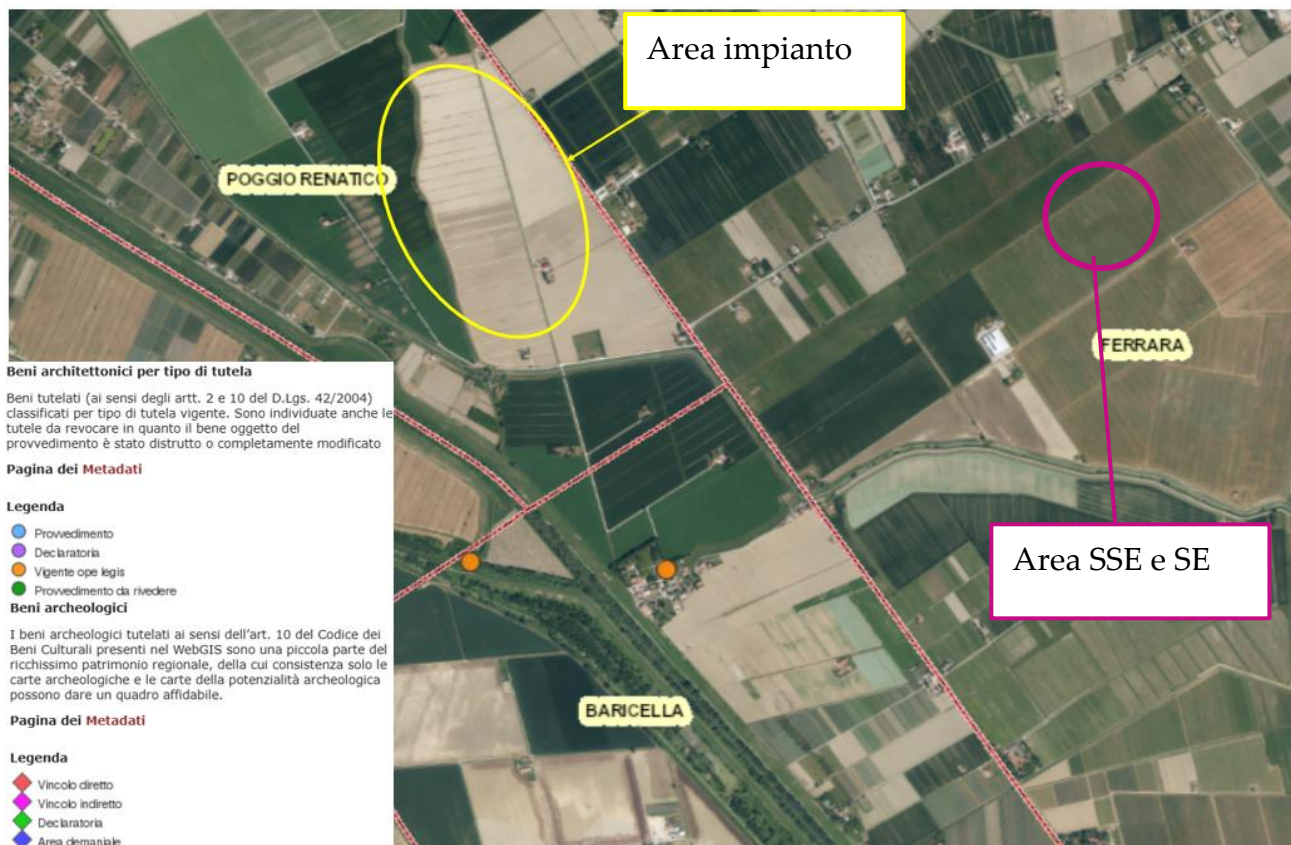 Area impianto
POGGIO RENATICO
FERRARA
Area SSE e SE
BARICELLA
Beni architettonici per tipo di tutela
Beni tutelati (ai sensi degli artt. 2 e 10 del D.Lgs. 42/2004)
classificati per tipo di tutela vigente. Sono individuate anche le
tutele da revocare in quanto il bene oggetto del
provvedimento è stato distrutto o completamente modificato
Pagina dei Metadati
Legenda
Provvedimento
Declaratoria
Vigente ope legis
Provvedimento da rivedere
Beni archeologici
I beni archeologici tutelati ai sensi dell'art. 10 del Codice dei
Beni Culturali presenti nel WebGIS sono una piccola parte del
ricchissimo patrimonio regionale, della cui consistenza solo le
carte archeologiche e le carte della potenzialità archeologica
possono dare un quadro affidabile.
Pagina dei Metadati
Legenda
Vincolo diretto
Vincolo indiretto
Declaratoria
Area demaniale